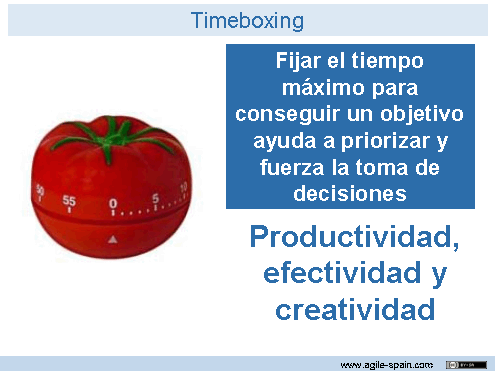 Timeboxing
Fijar el tiempo
máximo para
conseguir un objetivo
ayuda a priorizar y
fuerza la toma de
decisiones
50 55 0 5 10
Productividad,
efectividad y
creatividad
www.agile-spain.com